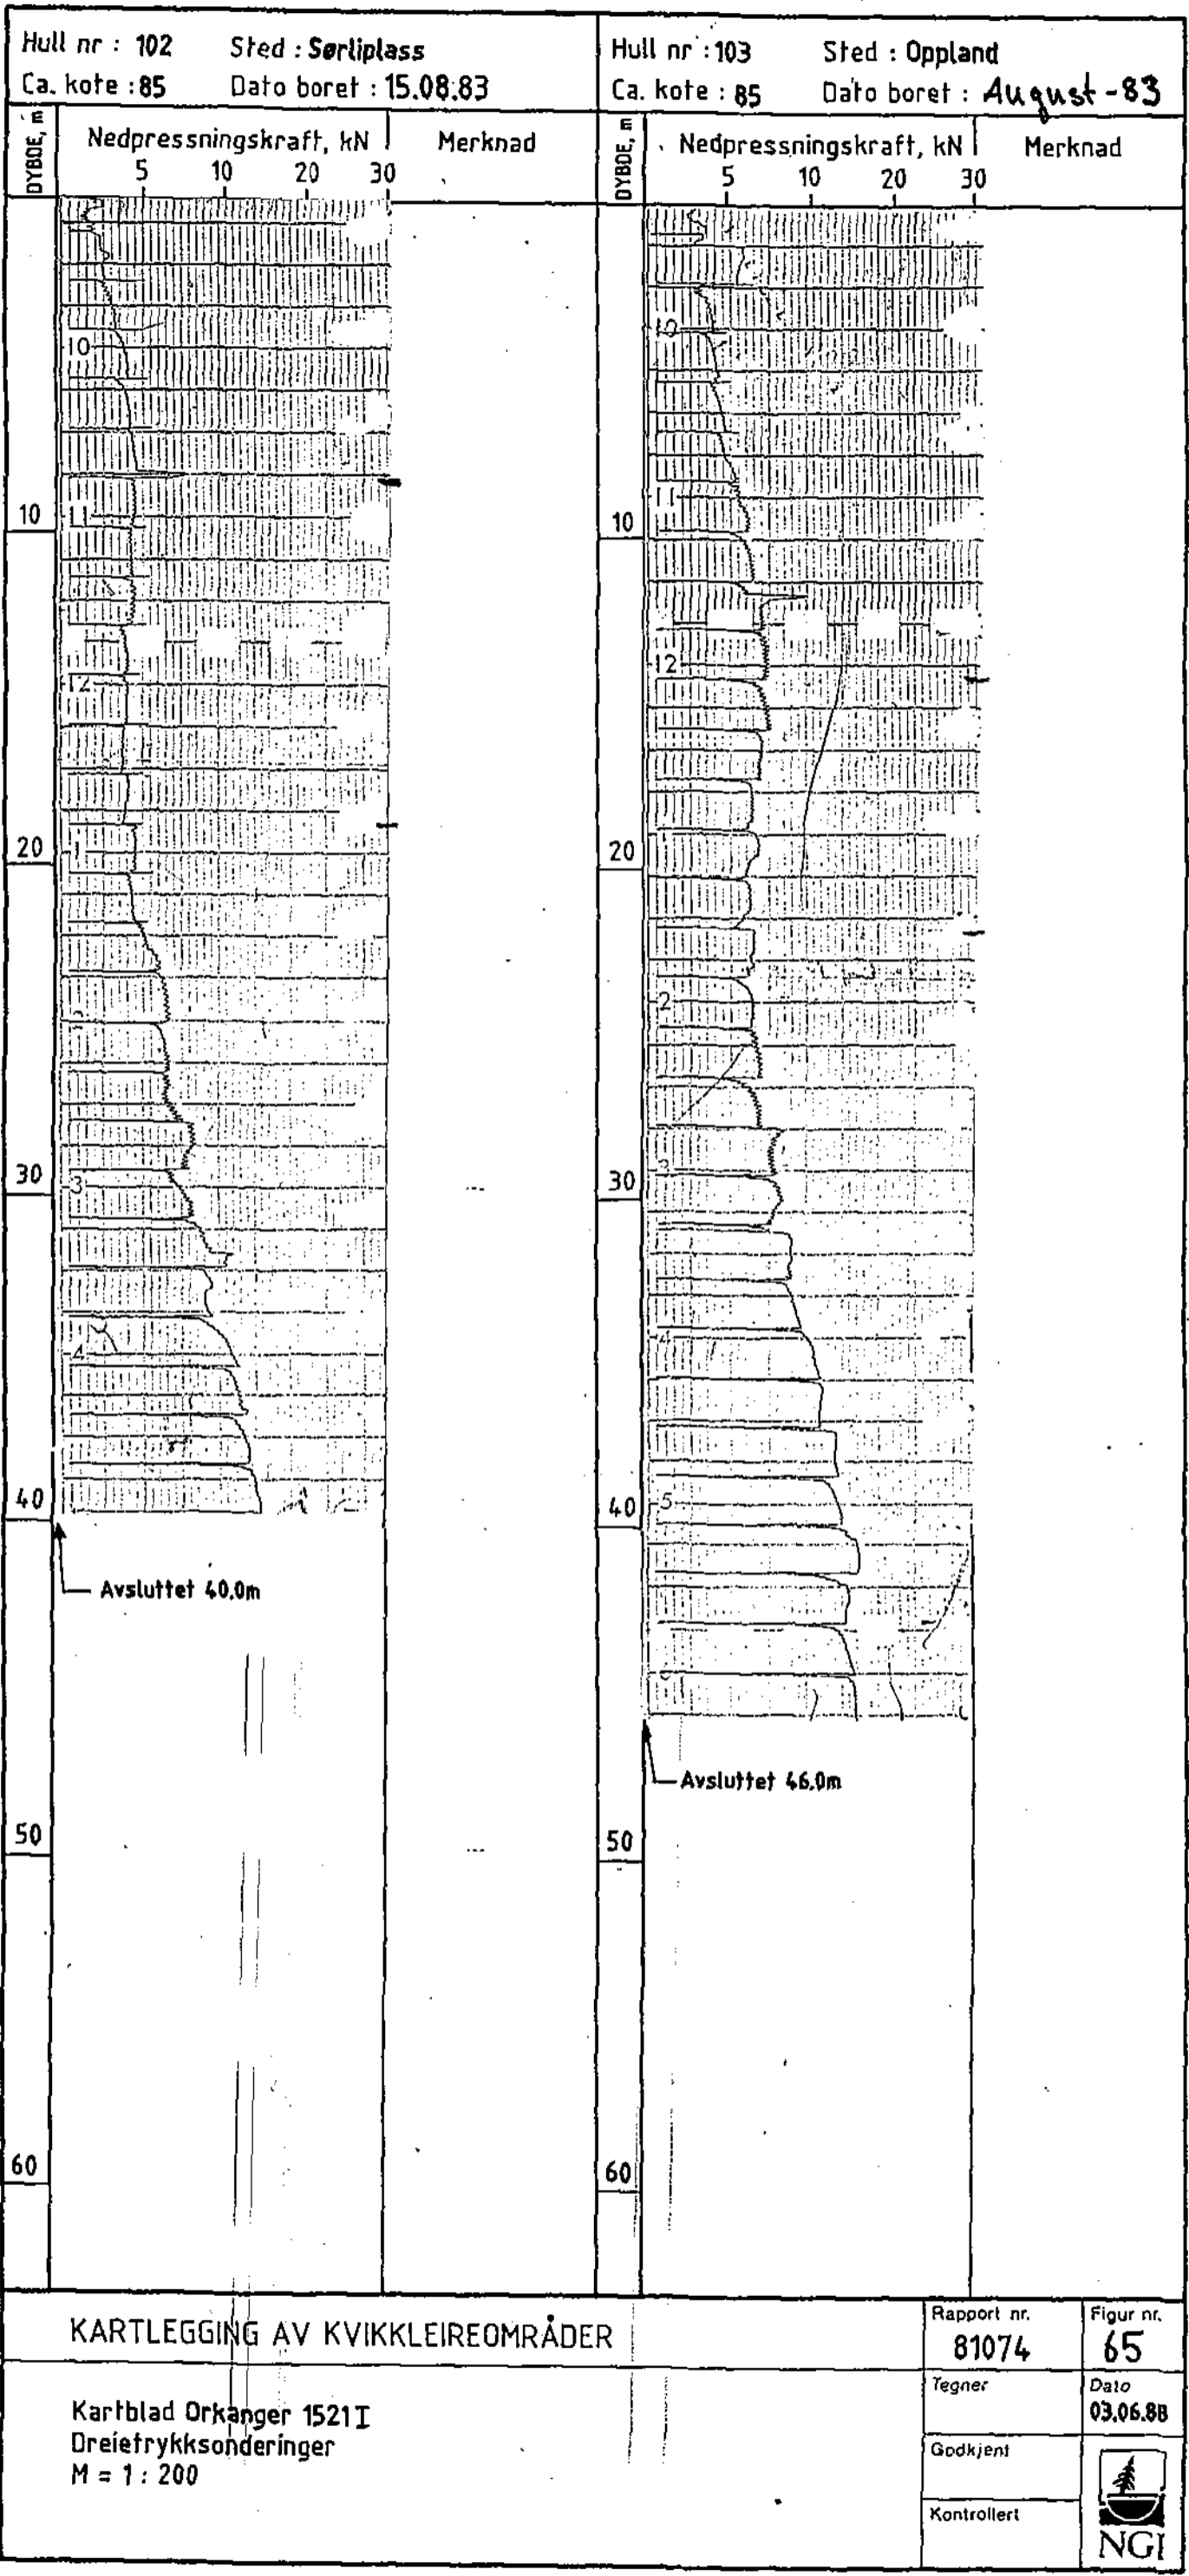 Hull nr : 102 Sted : Sørliplass
Ca. kote : 85 Dato boret : 15.08.83
DYBDE, m
Nedpressningskraft, kN
Merknad
5 10 20 30
10
11
10
12
20
1
2
30
3
4
40
Avsluttet 40.0m
50
60
Hull nr : 103 Sted : Oppland
Ca. kote : 85 Dato boret : August - 83
DYBDE, m
Nedpressningskraft, kN
Merknad
5 10 20 30
10
11
10
12
20
2
3
30
4
40
5
Avsluttet 46.0m
50
60
KARTLEGGING AV KVIKKLEIREOMRÅDER
Kartblad Orkanger 1521 I
Dreietrykksonderinger
M = 1 : 200
Rapport nr.
81074
Figur nr.
65
Tegner
Dato
03.06.88
Godkjent
Kontrollert
NGI